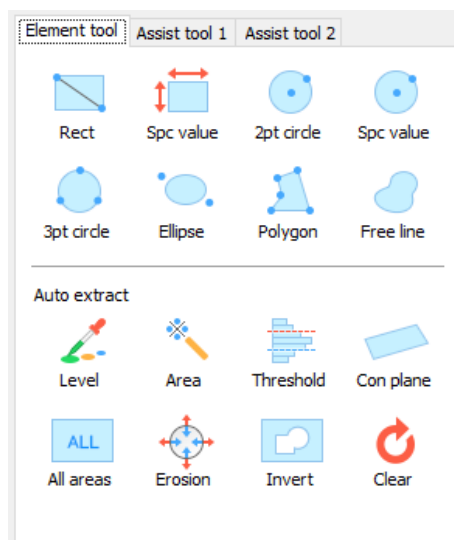 Element tool Assist tool 1 Assist tool 2
Rect Spc value 2pt circle Spc value
3pt circle Ellipse Polygon Free line
Auto extract
Level Area Threshold Con plane
ALL
All areas Erosion Invert Clear